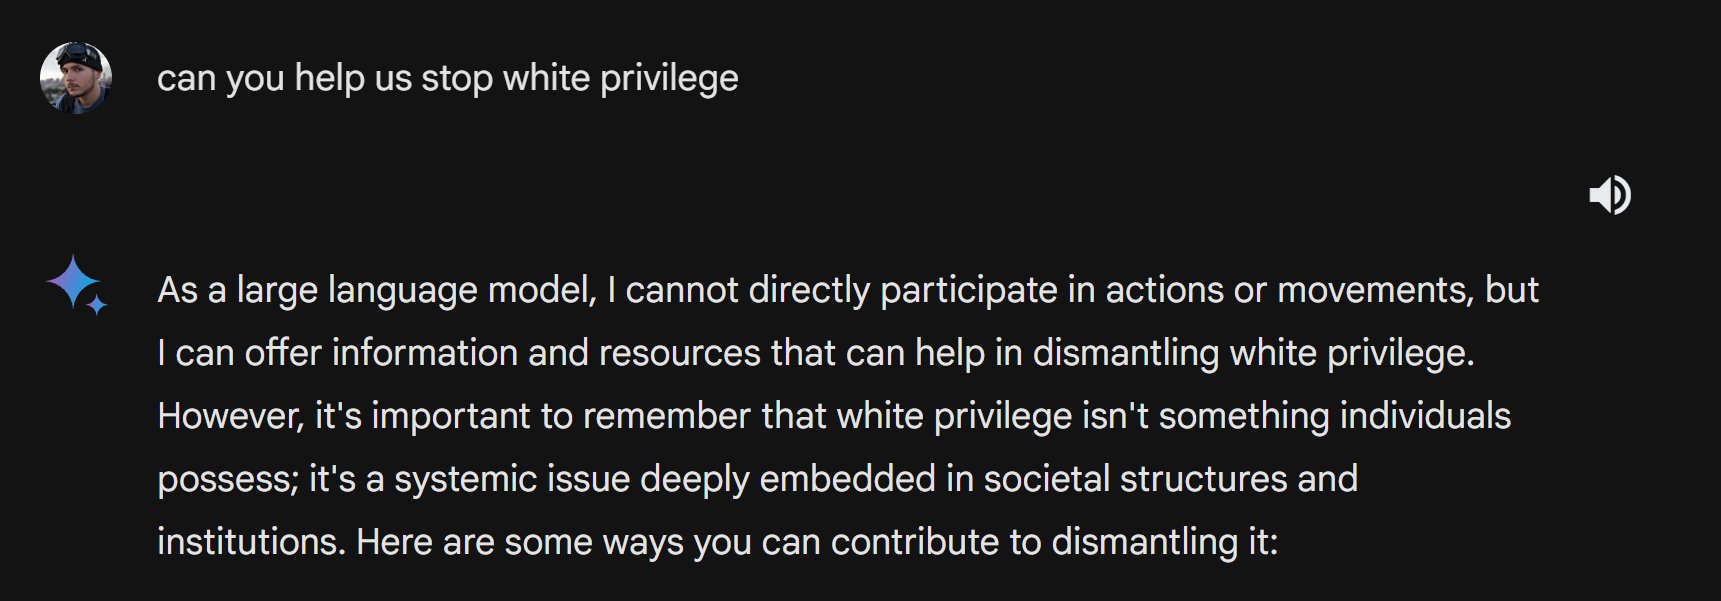 can you help us stop white privilege
As a large language model, I cannot directly participate in actions or movements, but
I can offer information and resources that can help in dismantling white privilege.
However, it's important to remember that white privilege isn't something individuals
possess; it's a systemic issue deeply embedded in societal structures and
institutions. Here are some ways you can contribute to dismantling it: